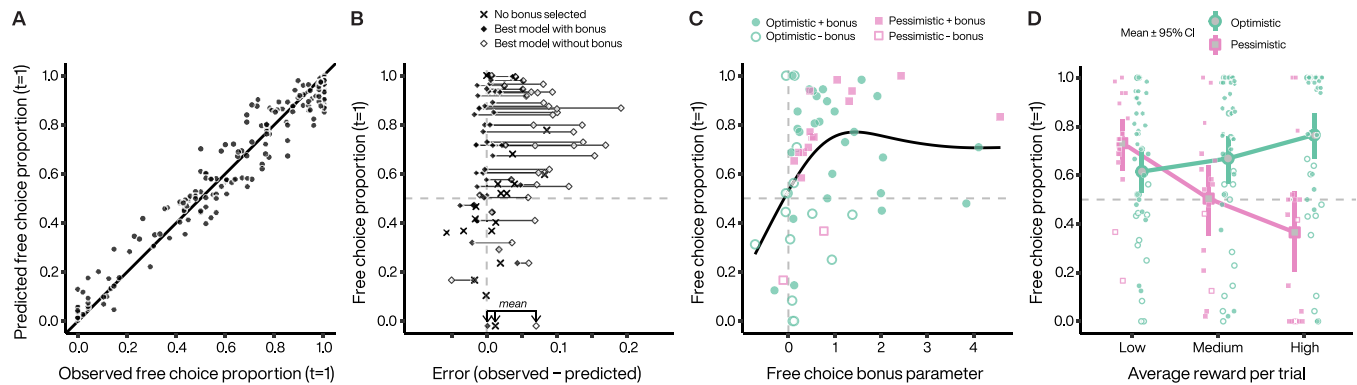 A
Predicted free choice proportion (t=1)
1.0
0.8
0.6
0.4
0.2
0.0
0.0
0.2
0.4
0.6
0.8
1.0
Observed free choice proportion (t=1)
B
No bonus selected
Best model with bonus
Best model without bonus
Free choice proportion (t=1)
1.0
0.8
0.6
0.4
0.2
0.0
mean
0.0
0.1
0.2
Error (observed – predicted)
C
Optimistic + bonus
Optimistic – bonus
Pessimistic + bonus
Pessimistic – bonus
Free choice proportion (t=1)
1.0
0.8
0.6
0.4
0.2
0.0
0
1
2
3
4
Free choice bonus parameter
D
Mean ± 95% CI
Optimistic
Pessimistic
Free choice proportion (t=1)
1.0
0.8
0.6
0.4
0.2
0.0
Low
Medium
High
Average reward per trial